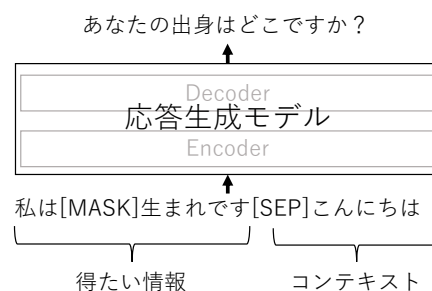 あなたの出身はどこですか？
Decoder
応答生成モデル
Encoder
私は[MASK]生まれです[SEP]こんにちは
得たい情報
コンテキスト